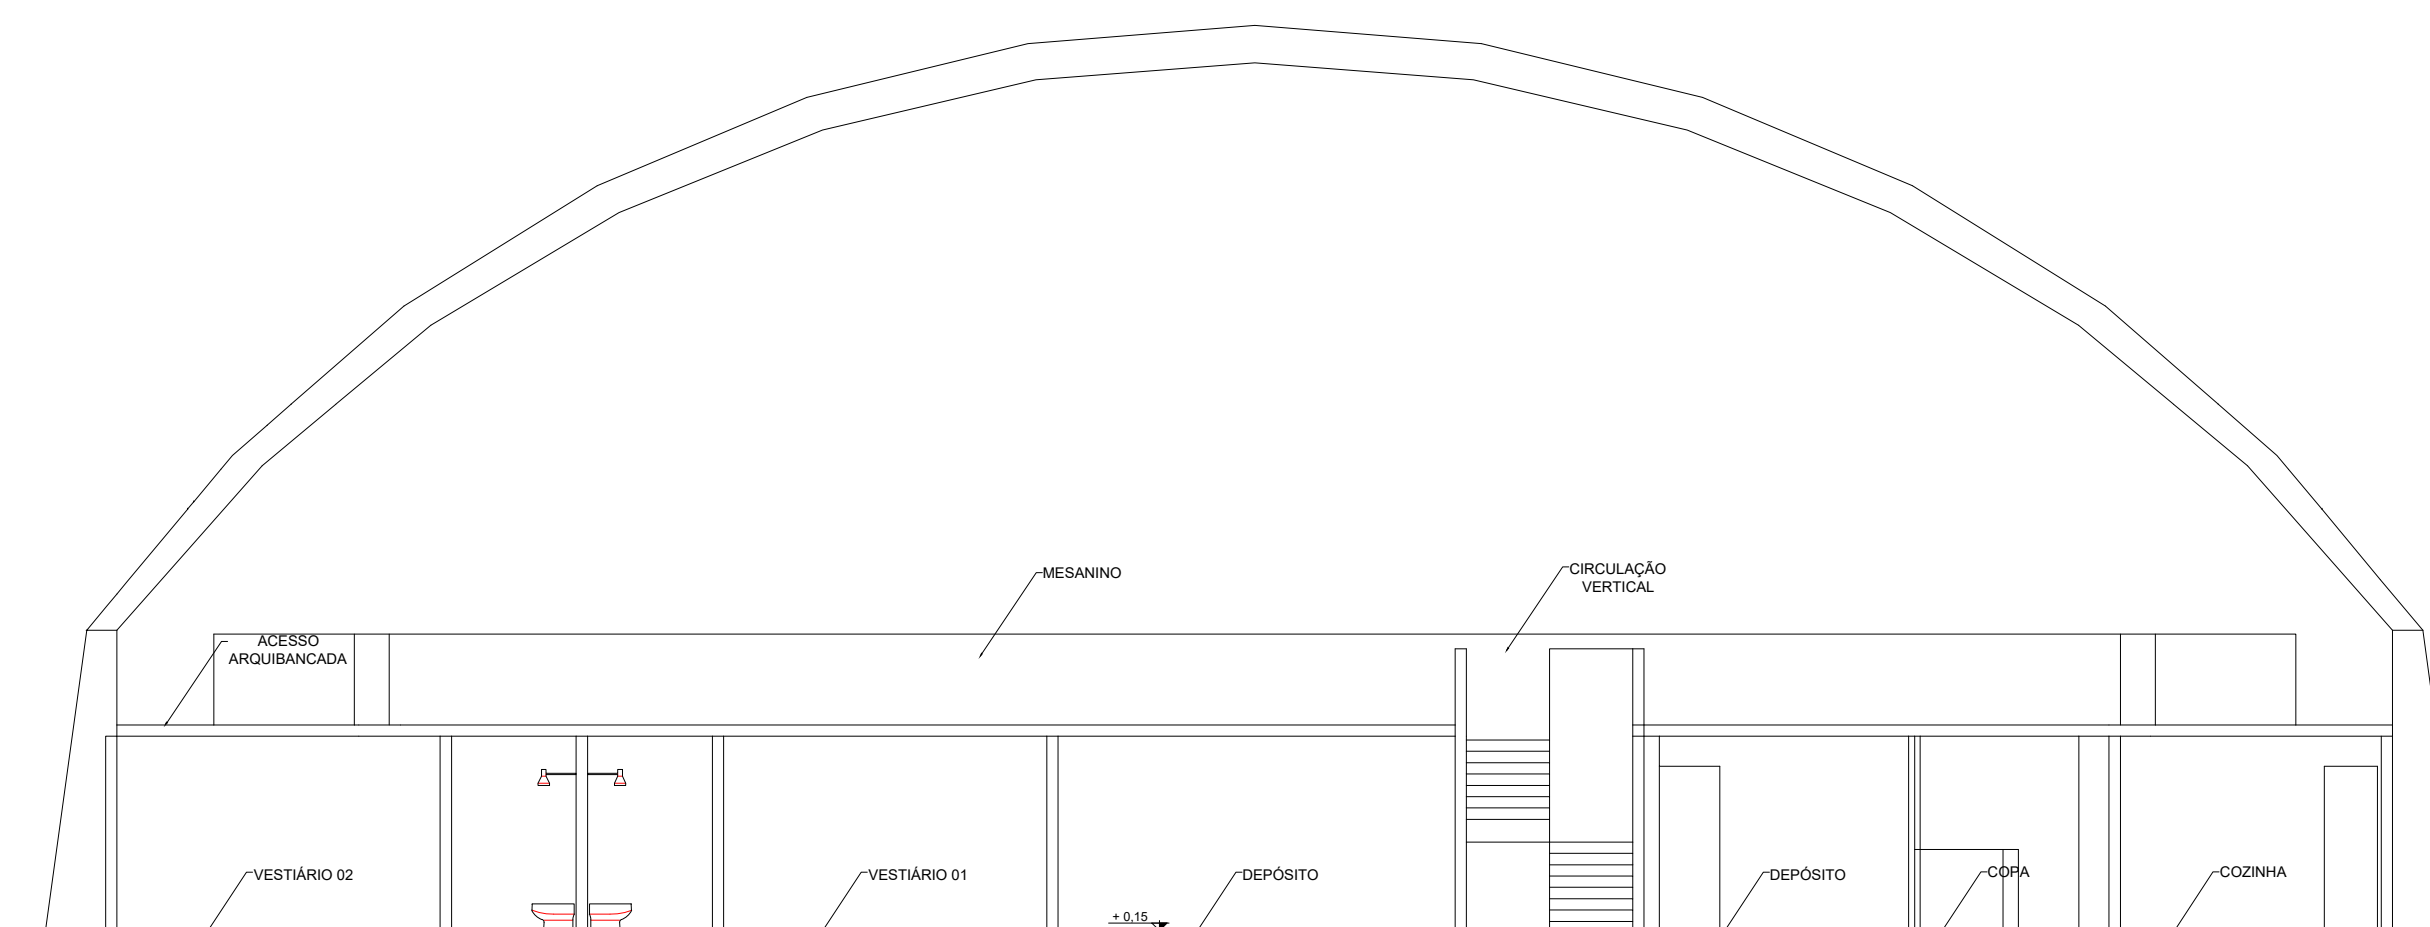 MESANINO
CIRCULAÇÃO
VERTICAL
ACESSO
ARQUIBANCADA
VESTIÁRIO 02
VESTIÁRIO 01
DEPÓSITO
DEPÓSITO
COPA
COZINHA
+ 0,15